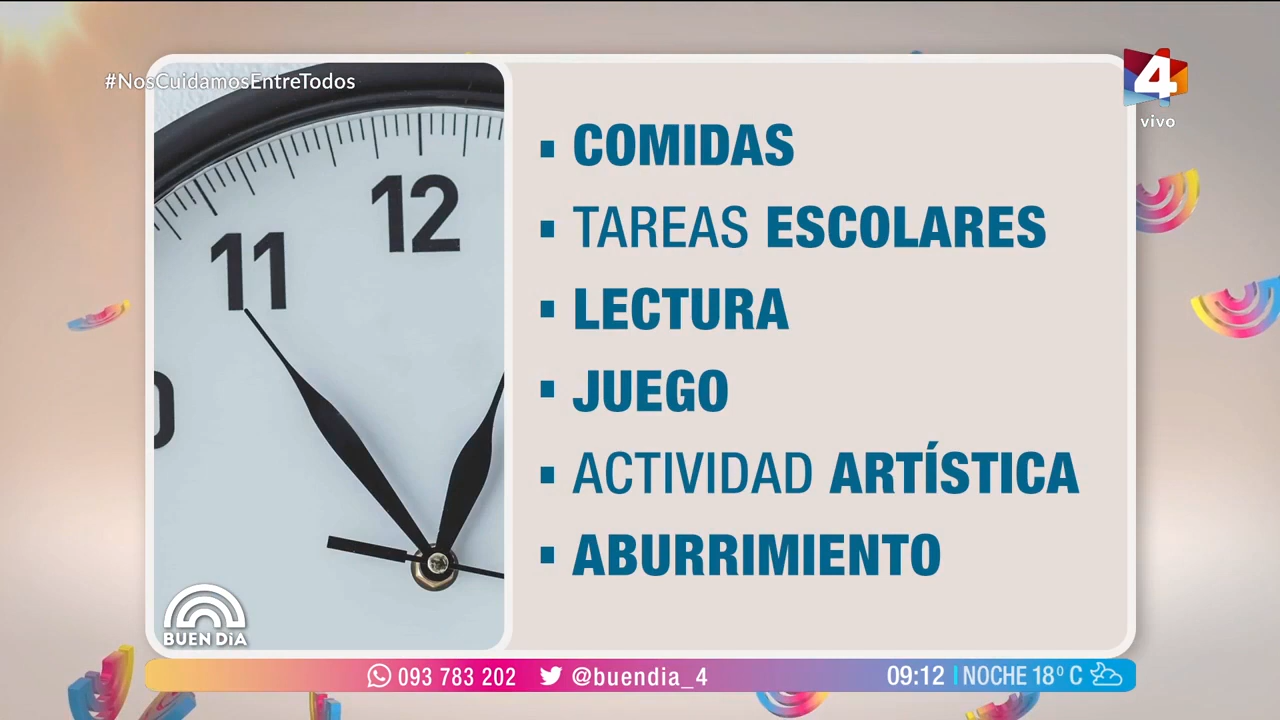 #NosCuidamosEntreTodos
4
vivo
12
11
COMIDAS
TAREAS ESCOLARES
LECTURA
JUEGO
ACTIVIDAD ARTÍSTICA
ABURRIMIENTO
BUEN DíA
093 783 202 @buendia_4 09:12 NOCHE 18º C